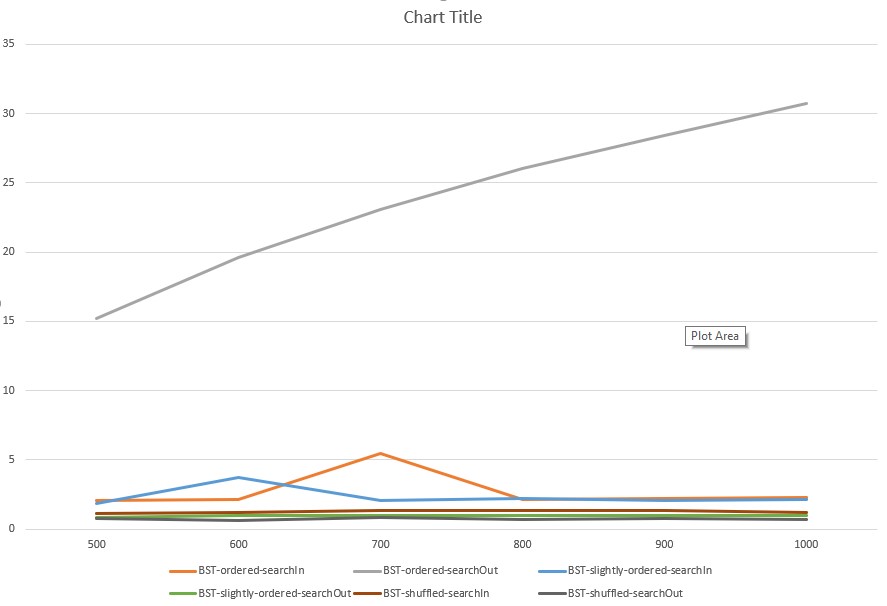 Chart Title
35
30
25
20
15
10
5
0
Plot Area
500 600 700 800 900 1000
BST-ordered-searchIn BST-ordered-searchOut BST-slightly-ordered-searchIn
BST-slightly-ordered-searchOut BST-shuffled-searchIn BST-shuffled-searchOut